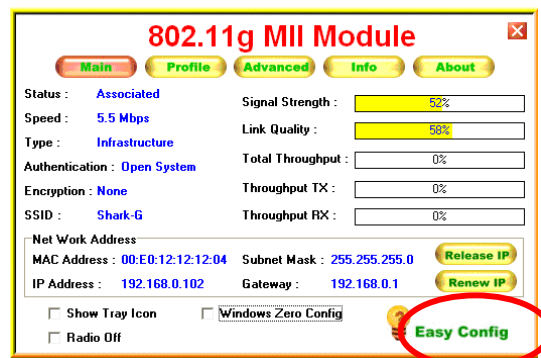 802.11g MII Module
Main Profile Advanced Info About
Status : Associated
Speed : 5.5 Mbps
Type : Infrastructure
Authentication : Open System
Encryption : None
SSID : Shark-G
Signal Strength : 52%
Link Quality : 58%
Total Throughput : 0%
Throughput TX : 0%
Throughput RX : 0%
Net Work Address
MAC Address : 00:E0:12:12:12:04 Subnet Mask : 255.255.255.0 Release IP
IP Address : 192.168.0.102 Gateway : 192.168.0.1 Renew IP
Show Tray Icon Windows Zero Config
Radio Off
? Easy Config